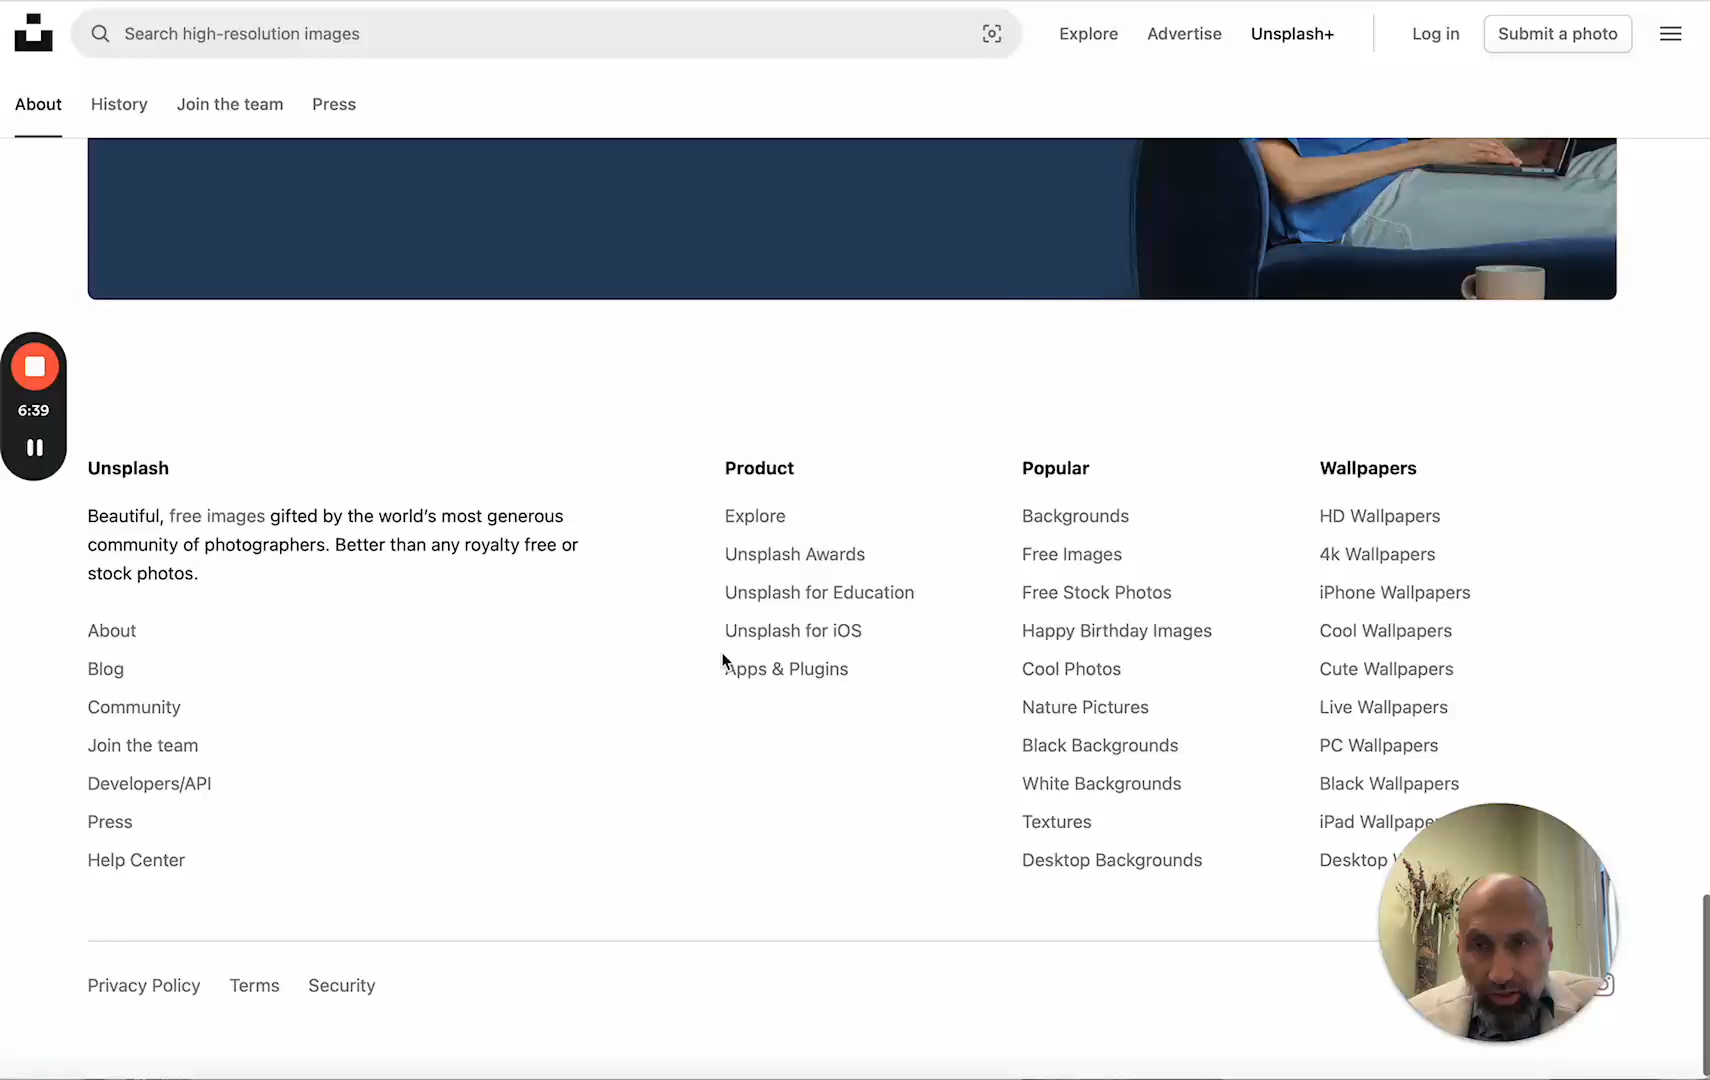 Search high-resolution images
Explore
Advertise
Unsplash+
Log in
Submit a photo
About
History
Join the team
Press
6:39
Unsplash
Beautiful, free images gifted by the world’s most generous
community of photographers. Better than any royalty free or
stock photos.
About
Blog
Community
Join the team
Developers/API
Press
Help Center
Product
Explore
Unsplash Awards
Unsplash for Education
Unsplash for iOS
Apps & Plugins
Popular
Backgrounds
Free Images
Free Stock Photos
Happy Birthday Images
Cool Photos
Nature Pictures
Black Backgrounds
White Backgrounds
Textures
Desktop Backgrounds
Wallpapers
HD Wallpapers
4k Wallpapers
iPhone Wallpapers
Cool Wallpapers
Cute Wallpapers
Live Wallpapers
PC Wallpapers
Black Wallpapers
iPad
Desktop
Privacy Policy
Terms
Security